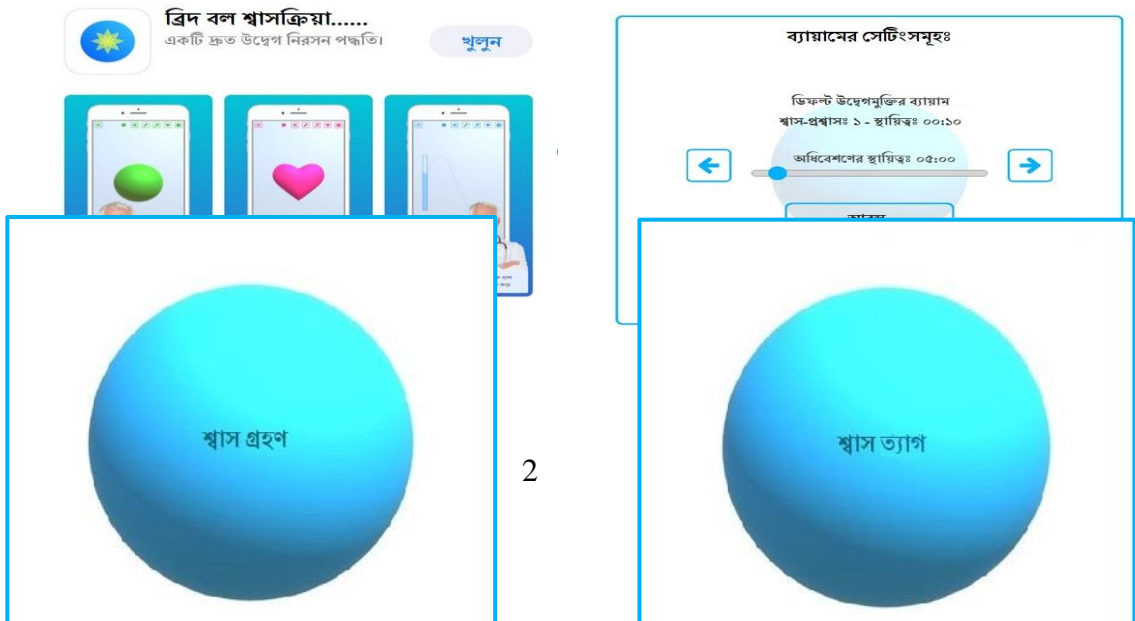 ব্রিদ বল শ্বাসক্রিয়া......
একটি দ্রুত উদ্বেগ নিরসন পদ্ধতি।
খুলুন
ব্যায়ামের সেটিংসমূহঃ
ডিফল্ট উদ্বেগমুক্তির ব্যায়াম
শ্বাস-প্রশ্বাসঃ ১ - স্থায়িত্বঃ ০০:১০
অধিবেশণের স্থায়িত্বঃ ০৫:০০
শ্বাস গ্রহণ
2
শ্বাস ত্যাগ